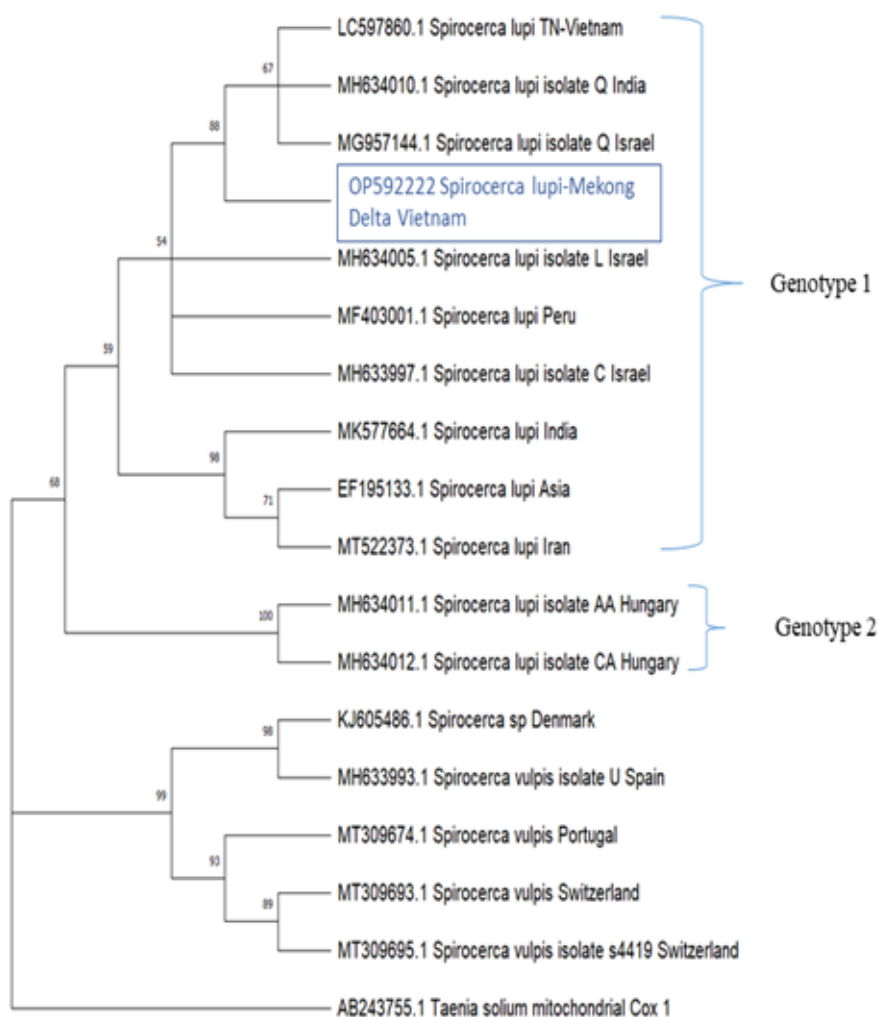 LC597860.1 Spirocerca lupi TN-Vietnam
67
MH634010.1 Spirocerca lupi isolate Q India
88
MG957144.1 Spirocerca lupi isolate Q Israel
OP592222 Spirocerca lupi-Mekong
Delta Vietnam
54
MH634005.1 Spirocerca lupi isolate L Israel
Genotype 1
MF403001.1 Spirocerca lupi Peru
59
MH633997.1 Spirocerca lupi isolate C Israel
MK577664.1 Spirocerca lupi India
98
68
EF195133.1 Spirocerca lupi Asia
71
MT522373.1 Spirocerca lupi Iran
MH634011.1 Spirocerca lupi isolate AA Hungary
100
Genotype 2
MH634012.1 Spirocerca lupi isolate CA Hungary
KJ605486.1 Spirocerca sp Denmark
98
MH633993.1 Spirocerca vulpis isolate U Spain
99
MT309674.1 Spirocerca vulpis Portugal
93
MT309693.1 Spirocerca vulpis Switzerland
89
MT309695.1 Spirocerca vulpis isolate s4419 Switzerland
AB243755.1 Taenia solium mitochondrial Cox 1